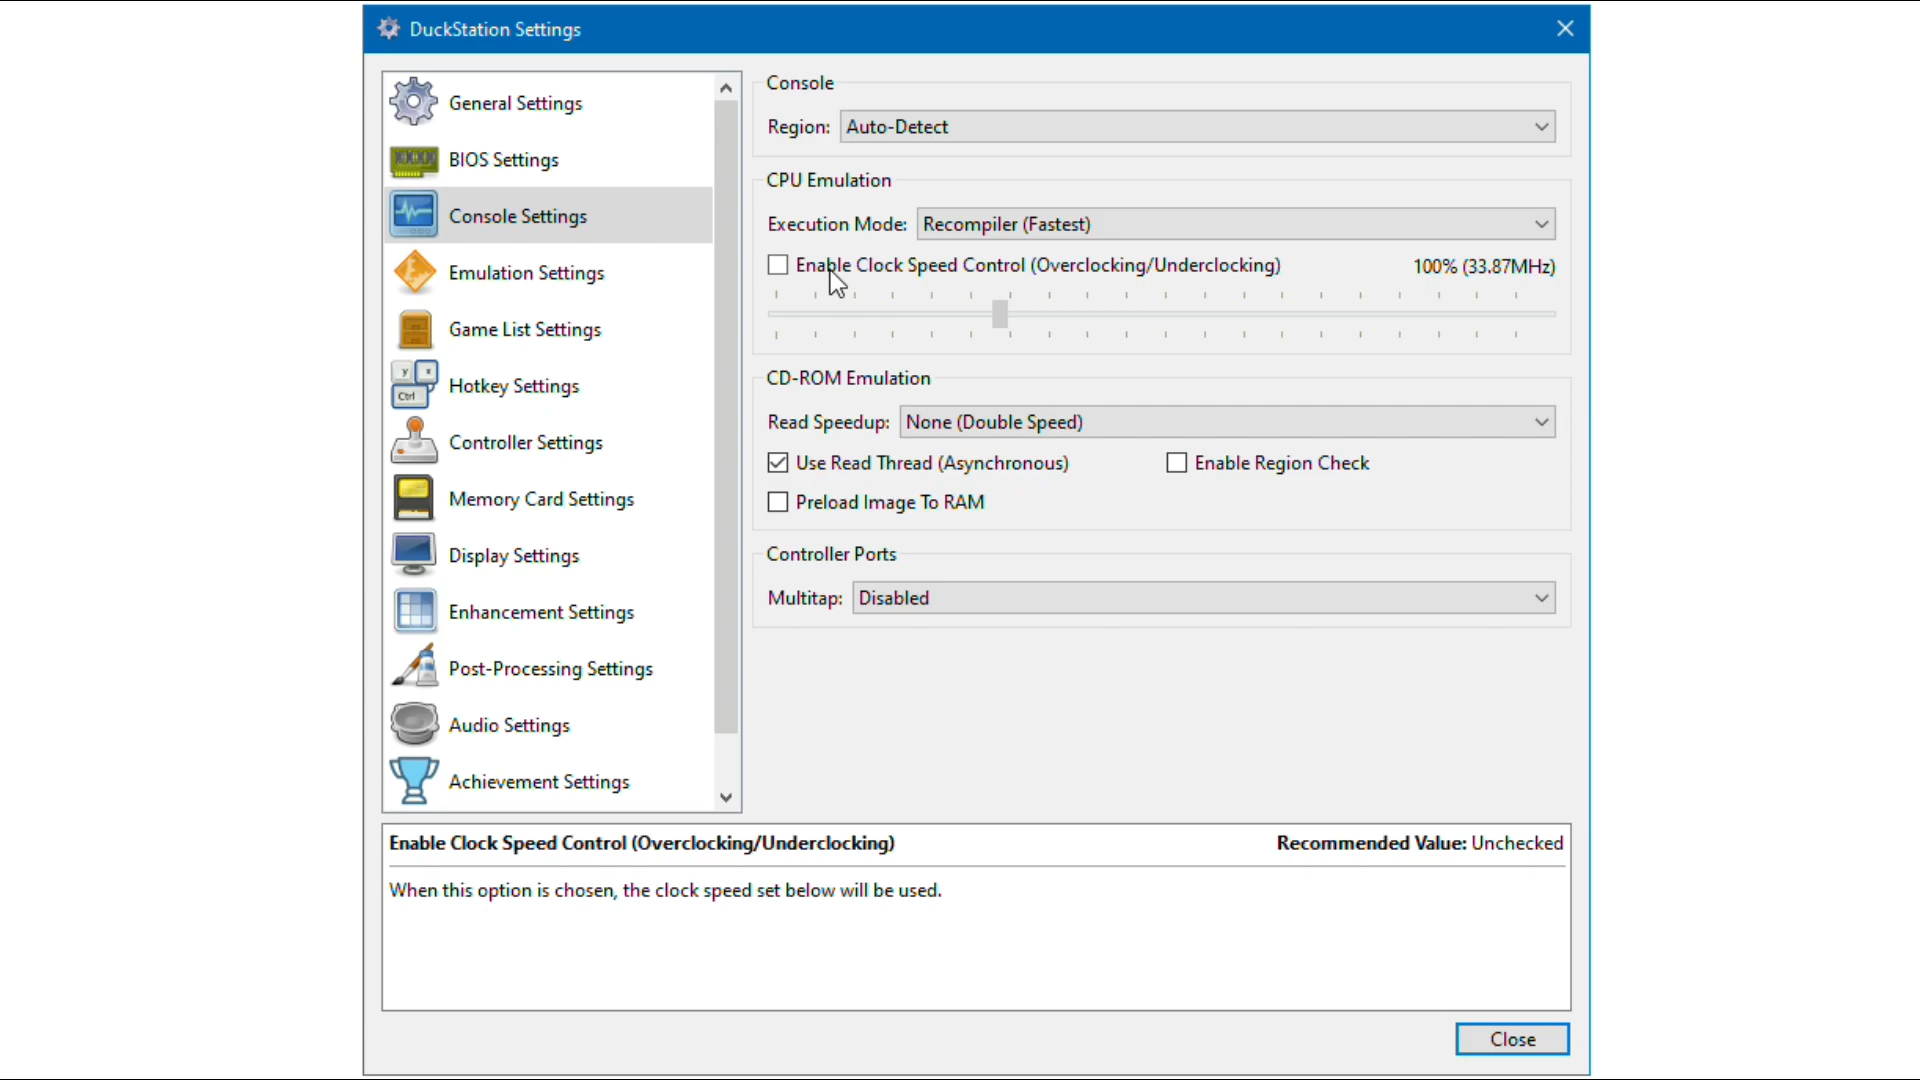 DuckStation Settings
General Settings
BIOS Settings
Console Settings
Emulation Settings
Game List Settings
y x
Ctrl
Hotkey Settings
Controller Settings
Memory Card Settings
Display Settings
Enhancement Settings
Post-Processing Settings
Audio Settings
Achievement Settings
Console
Region: Auto-Detect
CPU Emulation
Execution Mode: Recompiler (Fastest)
Enable Clock Speed Control (Overclocking/Underclocking) 100% (33.87MHz)
CD-ROM Emulation
Read Speedup: None (Double Speed)
Use Read Thread (Asynchronous) Enable Region Check
Preload Image To RAM
Controller Ports
Multitap: Disabled
Enable Clock Speed Control (Overclocking/Underclocking) Recommended Value: Unchecked
When this option is chosen, the clock speed set below will be used.
Close